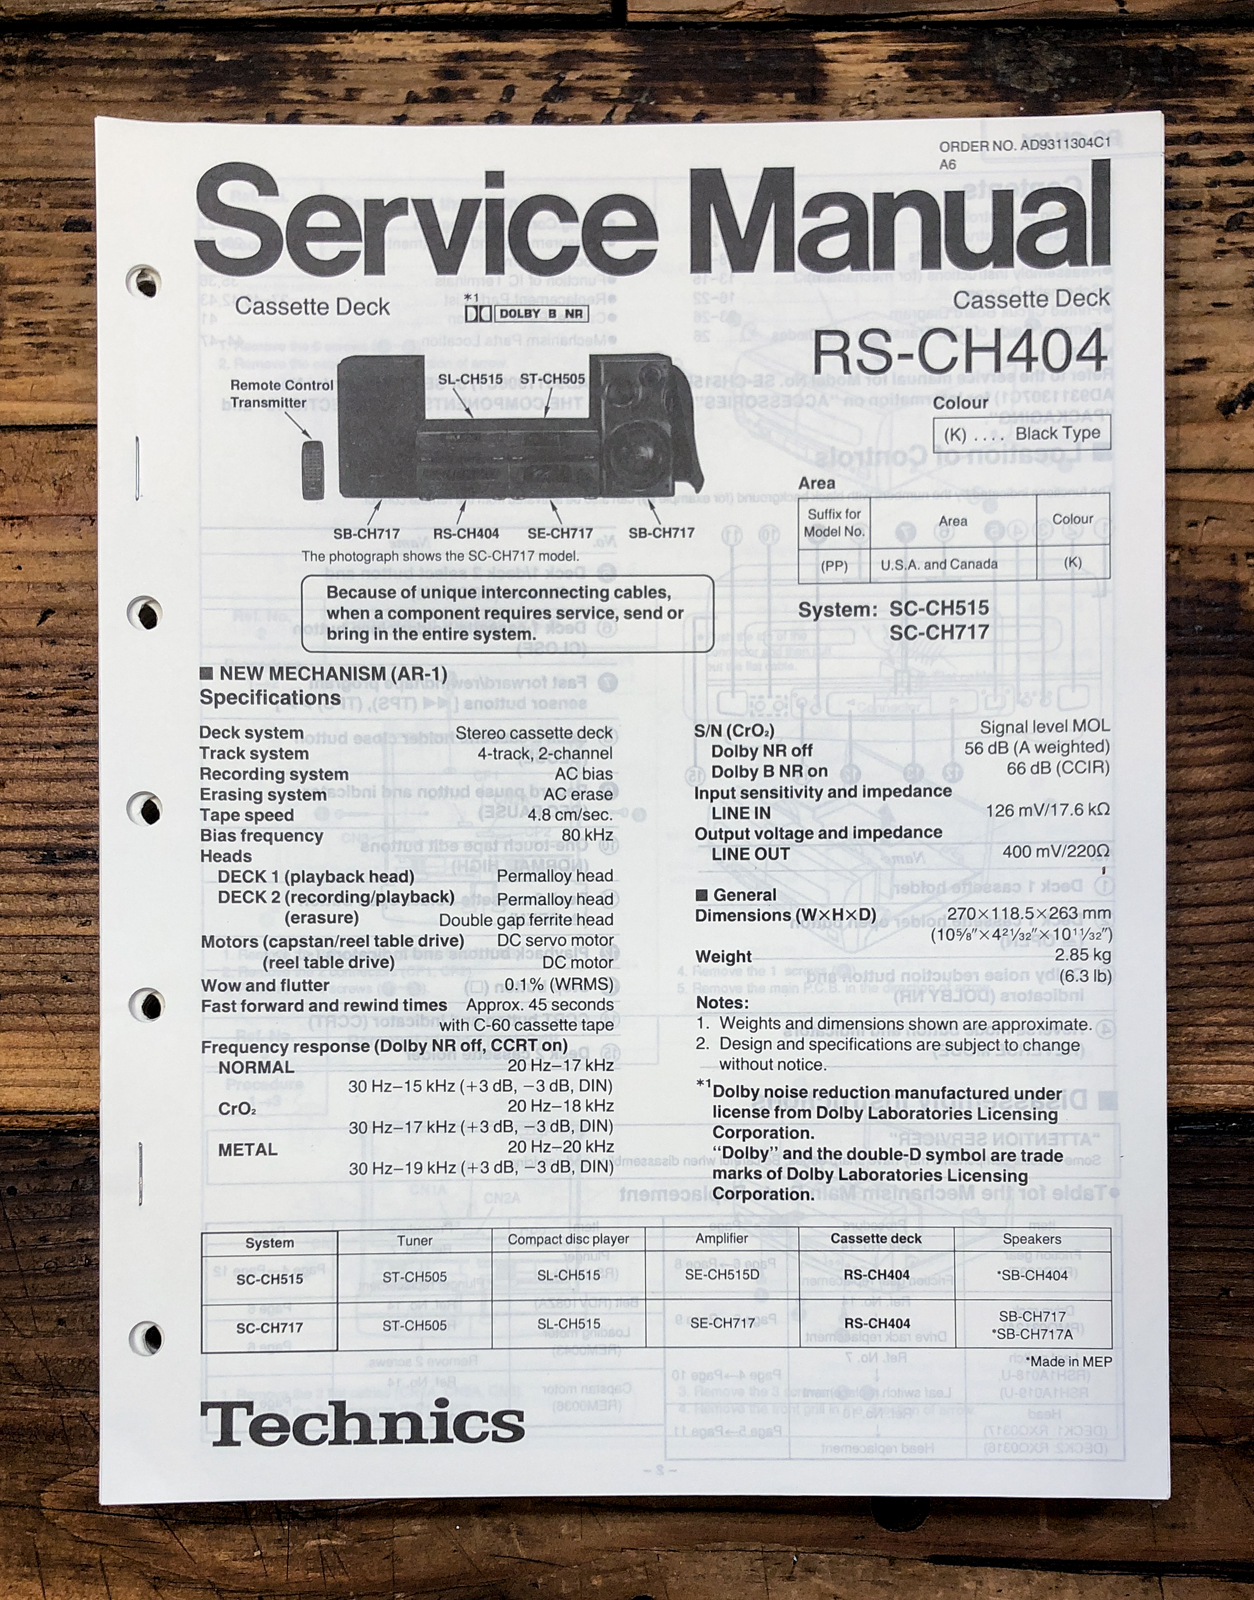 ORDER NO. AD9311304C1
A6
Service Manual
Cassette Deck
*1
DOLBY B NR
Cassette Deck
RS-CH404
Colour
(K) .... Black Type
Remote Control
Transmitter
SL-CH515 ST-CH505
SB-CH717 RS-CH404 SE-CH717 SB-CH717
The photograph shows the SC-CH717 model.
Area
Suffix for Model No. Area Colour
(PP) U.S.A. and Canada (K)
Because of unique interconnecting cables,
when a component requires service, send or
bring in the entire system.
System: SC-CH515
SC-CH717
■ NEW MECHANISM (AR-1)
Specifications
Deck system Stereo cassette deck
Track system 4-track, 2-channel
Recording system AC bias
Erasing system AC erase
Tape speed 4.8 cm/sec.
Bias frequency 80 kHz
Heads
DECK 1 (playback head) Permalloy head
DECK 2 (recording/playback) Permalloy head
(erasure) Double gap ferrite head
Motors (capstan/reel table drive) DC servo motor
(reel table drive) DC motor
Wow and flutter 0.1% (WRMS)
Fast forward and rewind times Approx. 45 seconds
with C-60 cassette tape
Frequency response (Dolby NR off, CCRT on)
NORMAL 20 Hz–17 kHz
30 Hz–15 kHz (+3 dB, −3 dB, DIN)
CrO₂ 20 Hz–18 kHz
30 Hz–17 kHz (+3 dB, −3 dB, DIN)
METAL 20 Hz–20 kHz
30 Hz–19 kHz (+3 dB, −3 dB, DIN)
S/N (CrO₂) Signal level MOL
Dolby NR off 56 dB (A weighted)
Dolby B NR on 66 dB (CCIR)
Input sensitivity and impedance
LINE IN 126 mV/17.6 kΩ
Output voltage and impedance
LINE OUT 400 mV/220Ω
■ General
Dimensions (W×H×D) 270×118.5×263 mm
(10⅝″×4²¹⁄₃₂″×10¹¹⁄₃₂″)
Weight 2.85 kg
(6.3 lb)
Notes:
1. Weights and dimensions shown are approximate.
2. Design and specifications are subject to change
without notice.
*1 Dolby noise reduction manufactured under
license from Dolby Laboratories Licensing
Corporation.
“Dolby” and the double-D symbol are trade
marks of Dolby Laboratories Licensing
Corporation.
System Tuner Compact disc player Amplifier Cassette deck Speakers
SC-CH515 ST-CH505 SL-CH515 SE-CH515D RS-CH404 *SB-CH404
SC-CH717 ST-CH505 SL-CH515 SE-CH717 RS-CH404 SB-CH717
*SB-CH717A
*Made in MEP
Technics